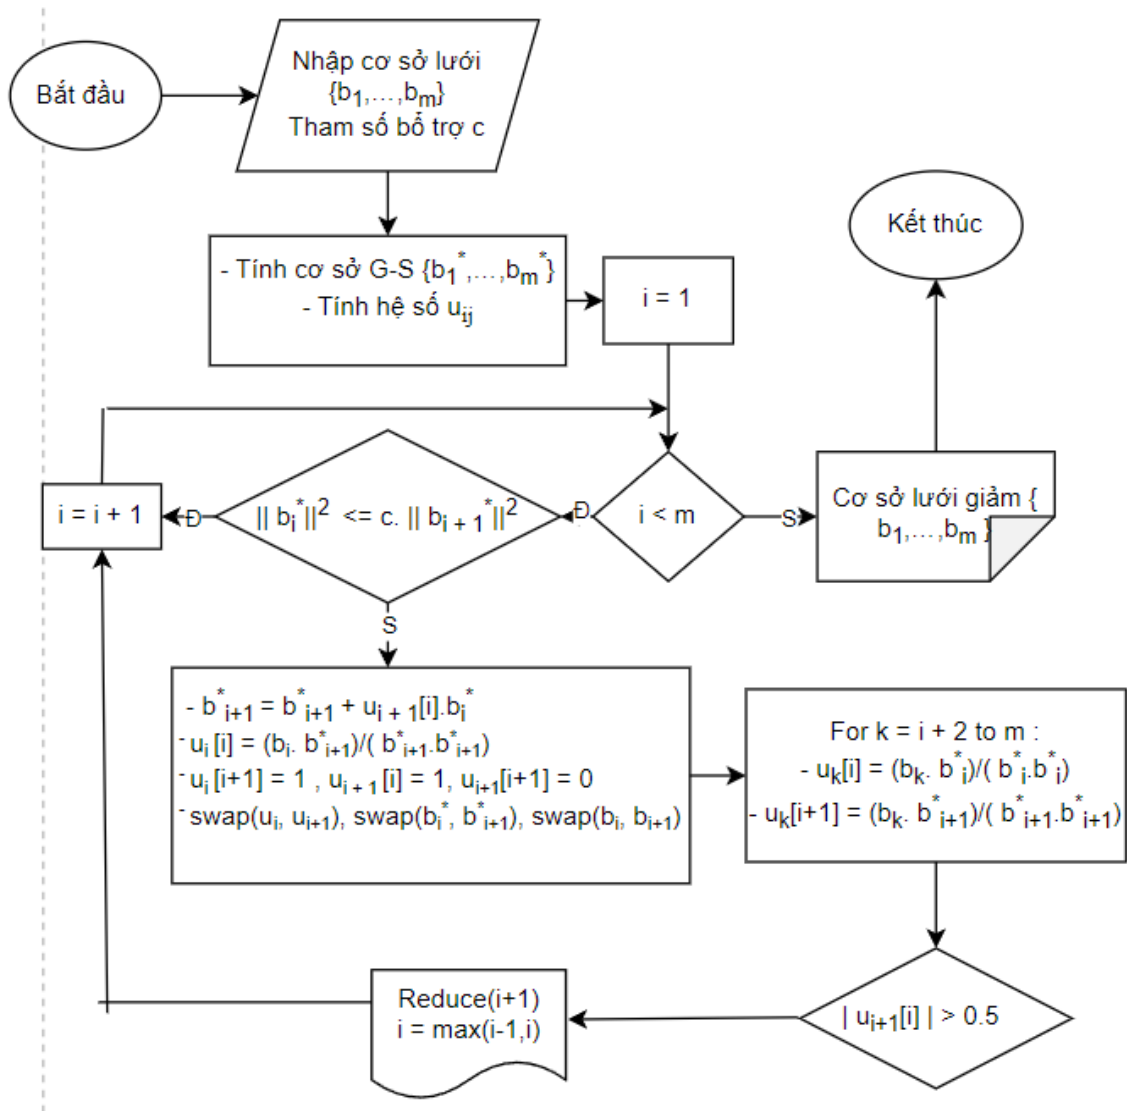 Bắt đầu
Nhập cơ sở lưới
{b₁,...,bₘ}
Tham số bổ trợ c
Kết thúc
- Tính cơ sở G-S {b₁*,...,bₘ*}
- Tính hệ số uᵢⱼ
i = 1
i = i + 1
Đ
|| bᵢ*||² <= c. || bᵢ₊₁*||²
Đ
i < m
S
Cơ sở lưới giảm {
b₁,...,bₘ }
S
- b*ᵢ₊₁ = b*ᵢ₊₁ + uᵢ₊₁[i].bᵢ*
- uᵢ [i] = (bᵢ. b*ᵢ₊₁)/( b*ᵢ₊₁.b*ᵢ₊₁)
- uᵢ [i+1] = 1 , uᵢ₊₁ [i] = 1, uᵢ₊₁[i+1] = 0
- swap(uᵢ, uᵢ₊₁), swap(bᵢ*, b*ᵢ₊₁), swap(bᵢ, bᵢ₊₁)
For k = i + 2 to m :
- uₖ[i] = (bₖ. b*ᵢ)/( b*ᵢ.b*ᵢ)
- uₖ[i+1] = (bₖ. b*ᵢ₊₁)/( b*ᵢ₊₁.b*ᵢ₊₁)
Reduce(i+1)
i = max(i-1,i)
| uᵢ₊₁[i] | > 0.5